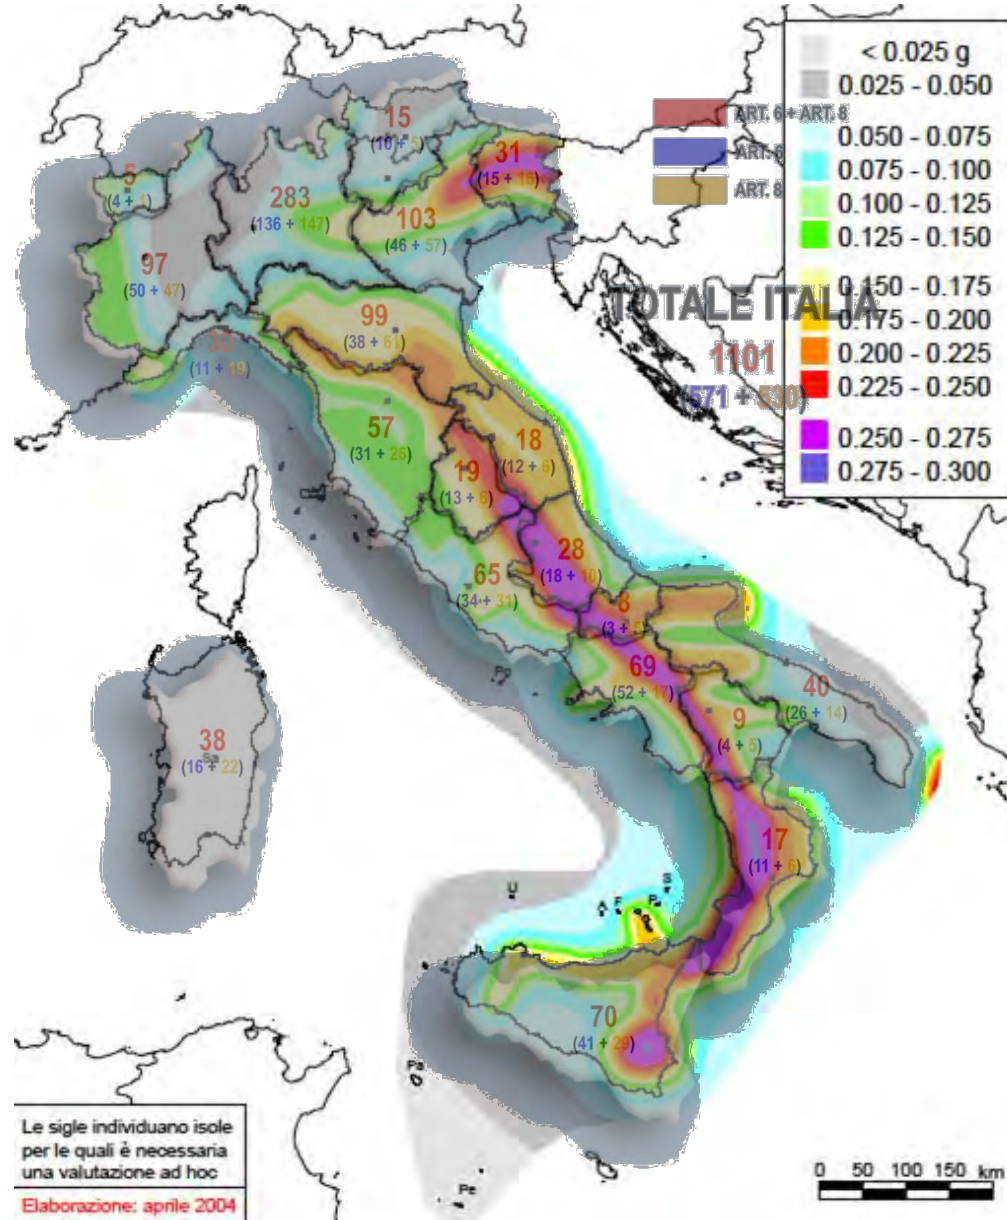 < 0.025 g
0.025 - 0.050
0.050 - 0.075
0.075 - 0.100
0.100 - 0.125
0.125 - 0.150
0.150 - 0.175
0.175 - 0.200
0.200 - 0.225
0.225 - 0.250
0.250 - 0.275
0.275 - 0.300
ART. 6 + ART. 8
ART. 6
ART. 8
TOTALE ITALIA
1101
(571 + 530)
15
(10 + 5)
31
(15 + 16)
5
(4 + 1)
283
(136 + 147)
103
(46 + 57)
97
(50 + 47)
99
(38 + 61)
30
(11 + 19)
57
(31 + 26)
18
(12 + 6)
19
(13 + 6)
28
(18 + 10)
65
(34 + 31)
8
(3 + 5)
69
(52 + 17)
40
(26 + 14)
9
(4 + 5)
38
(16 + 22)
17
(11 + 6)
U
A
F
P
S
70
(41 + 29)
Pa
Pe
Le sigle individuano isole
per le quali è necessaria
una valutazione ad hoc
Elaborazione: aprile 2004
0 50 100 150 km